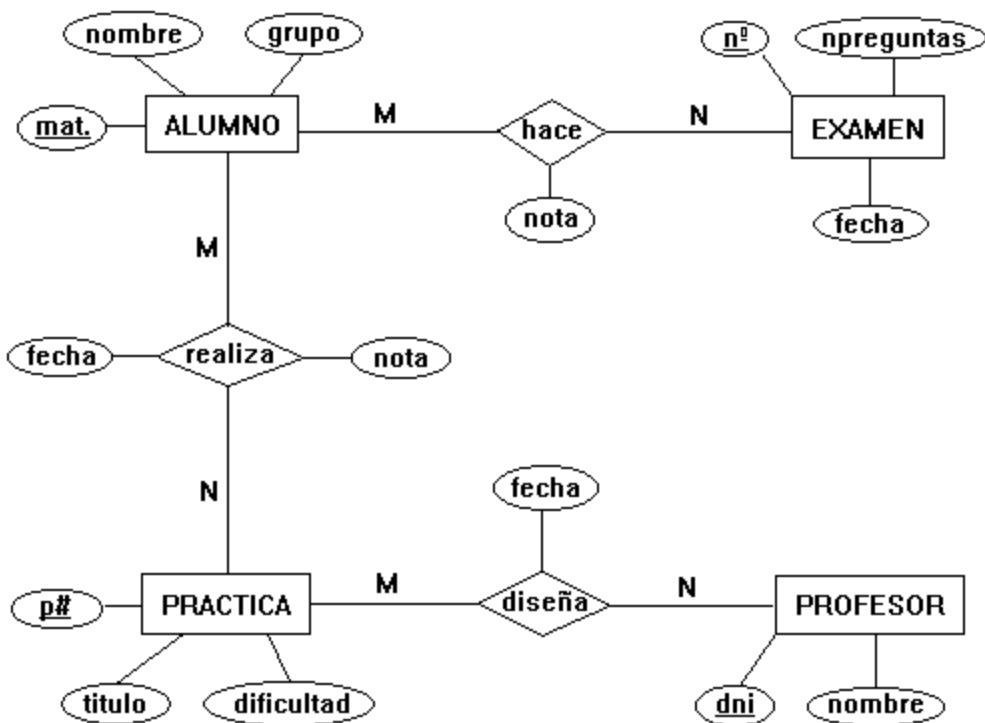 nombre
grupo
nº
npreguntas
mat.
ALUMNO
M
hace
N
EXAMEN
nota
fecha
M
fecha
realiza
nota
N
fecha
p#
PRACTICA
M
diseña
N
PROFESOR
titulo
dificultad
dni
nombre